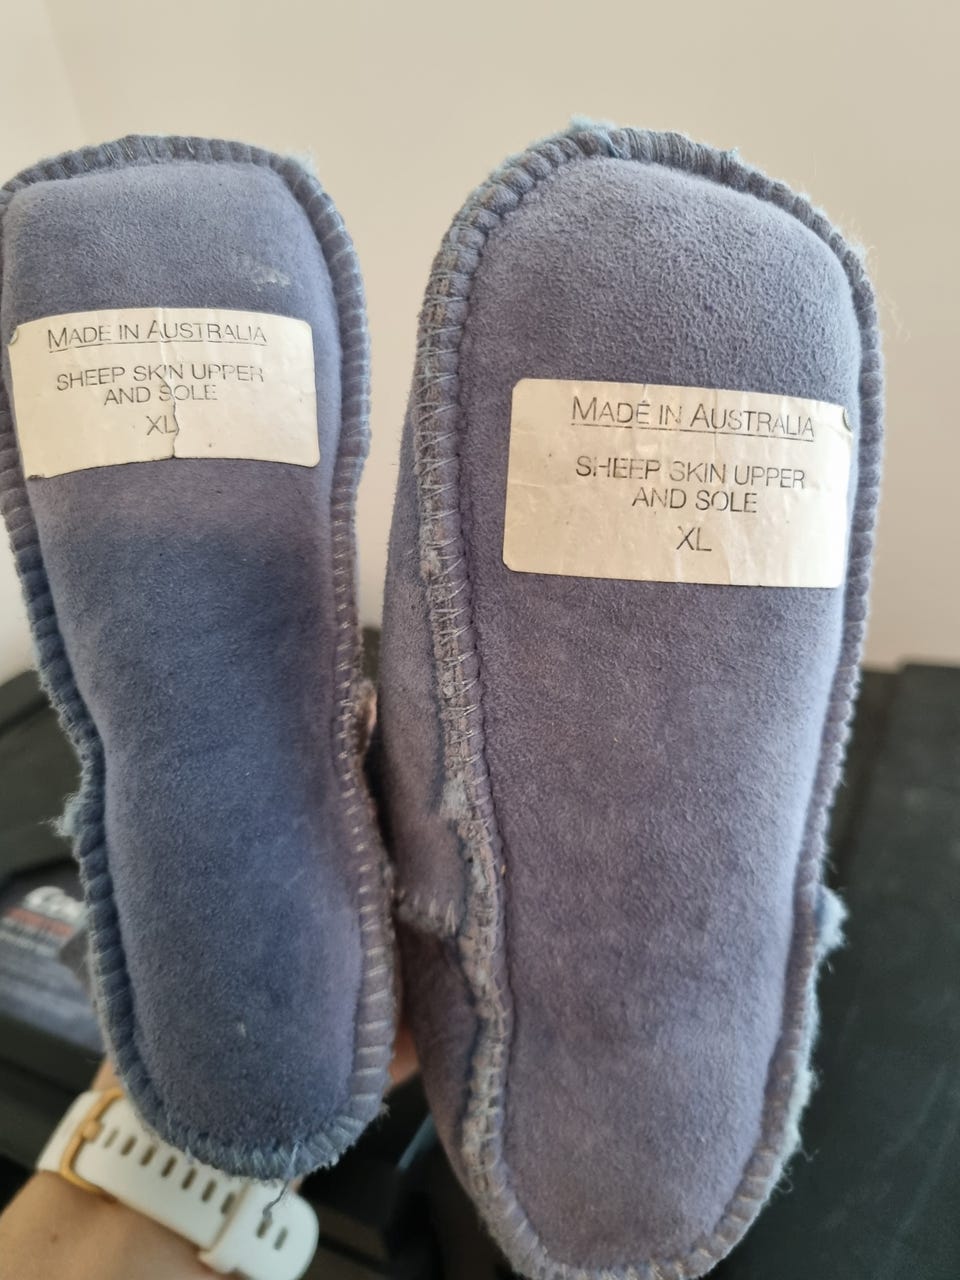 MADE IN AUSTRALIA
SHEEP SKIN UPPER
AND SOLE
XL
MADE IN AUSTRALIA
SHEEP SKIN UPPER
AND SOLE
XL